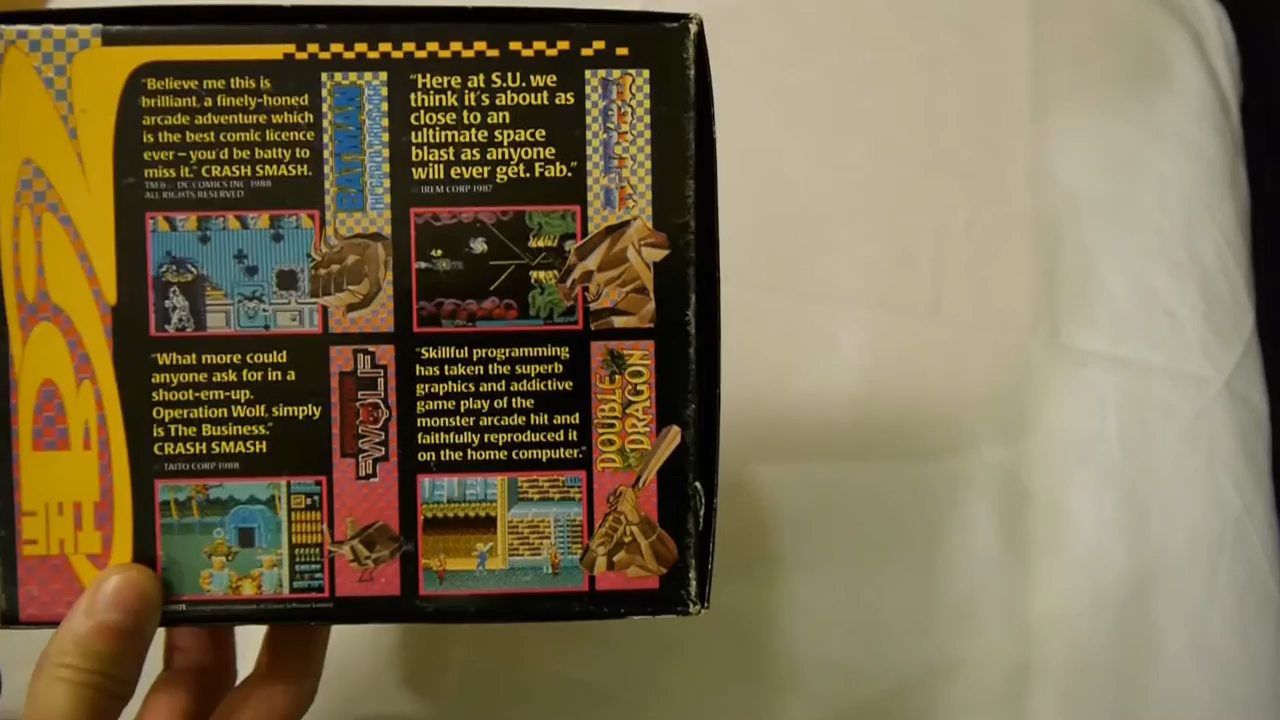 "Believe me this is
brilliant, a finely-honed
arcade adventure which
is the best comic licence
ever – you'd be batty to
miss it." CRASH SMASH.
DC COMICS INC 1988
ALL RIGHTS RESERVED
BATMAN
"Here at S.U. we
think it's about as
close to an
ultimate space
blast as anyone
will ever get. Fab."
© IREM CORP 1987
"What more could
anyone ask for in a
shoot-em-up.
Operation Wolf, simply
is The Business."
CRASH SMASH
© TAITO CORP 1988
WOLF
"Skillful programming
has taken the superb
graphics and addictive
game play of the
monster arcade hit and
faithfully reproduced it
on the home computer."
DOUBLE
DRAGON
THE